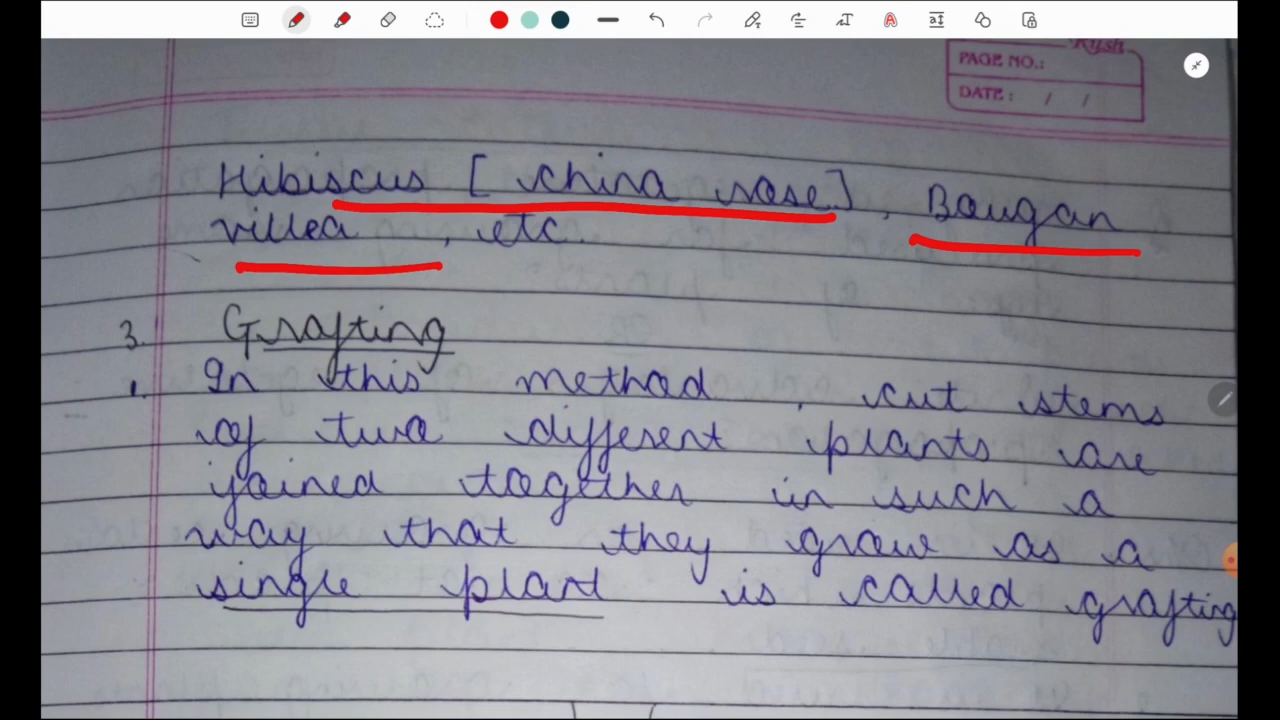 Rysh
PAGE NO.:
DATE: / /
Hibiscus [ china rose ] , Bougan
villea , etc.
3. Grafting
1. In this method , cut stems
of two different plants are
joined together in such a
way that they grow as a
single plant is called grafting